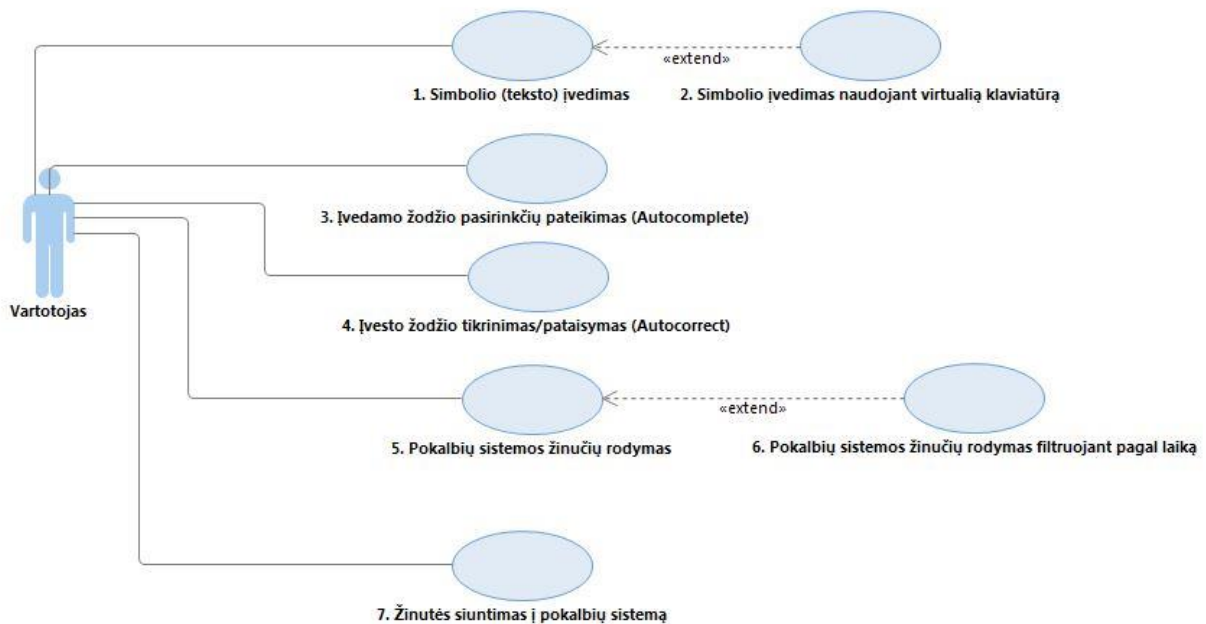 «extend»
1. Simbolio (teksto) įvedimas
2. Simbolio įvedimas naudojant virtualią klaviatūrą
3. Įvedamo žodžio pasirinkčių pateikimas (Autocomplete)
Vartotojas
4. Įvesto žodžio tikrinimas/pataisymas (Autocorrect)
«extend»
5. Pokalbių sistemos žinučių rodymas
6. Pokalbių sistemos žinučių rodymas filtruojant pagal laiką
7. Žinutės siuntimas į pokalbių sistemą